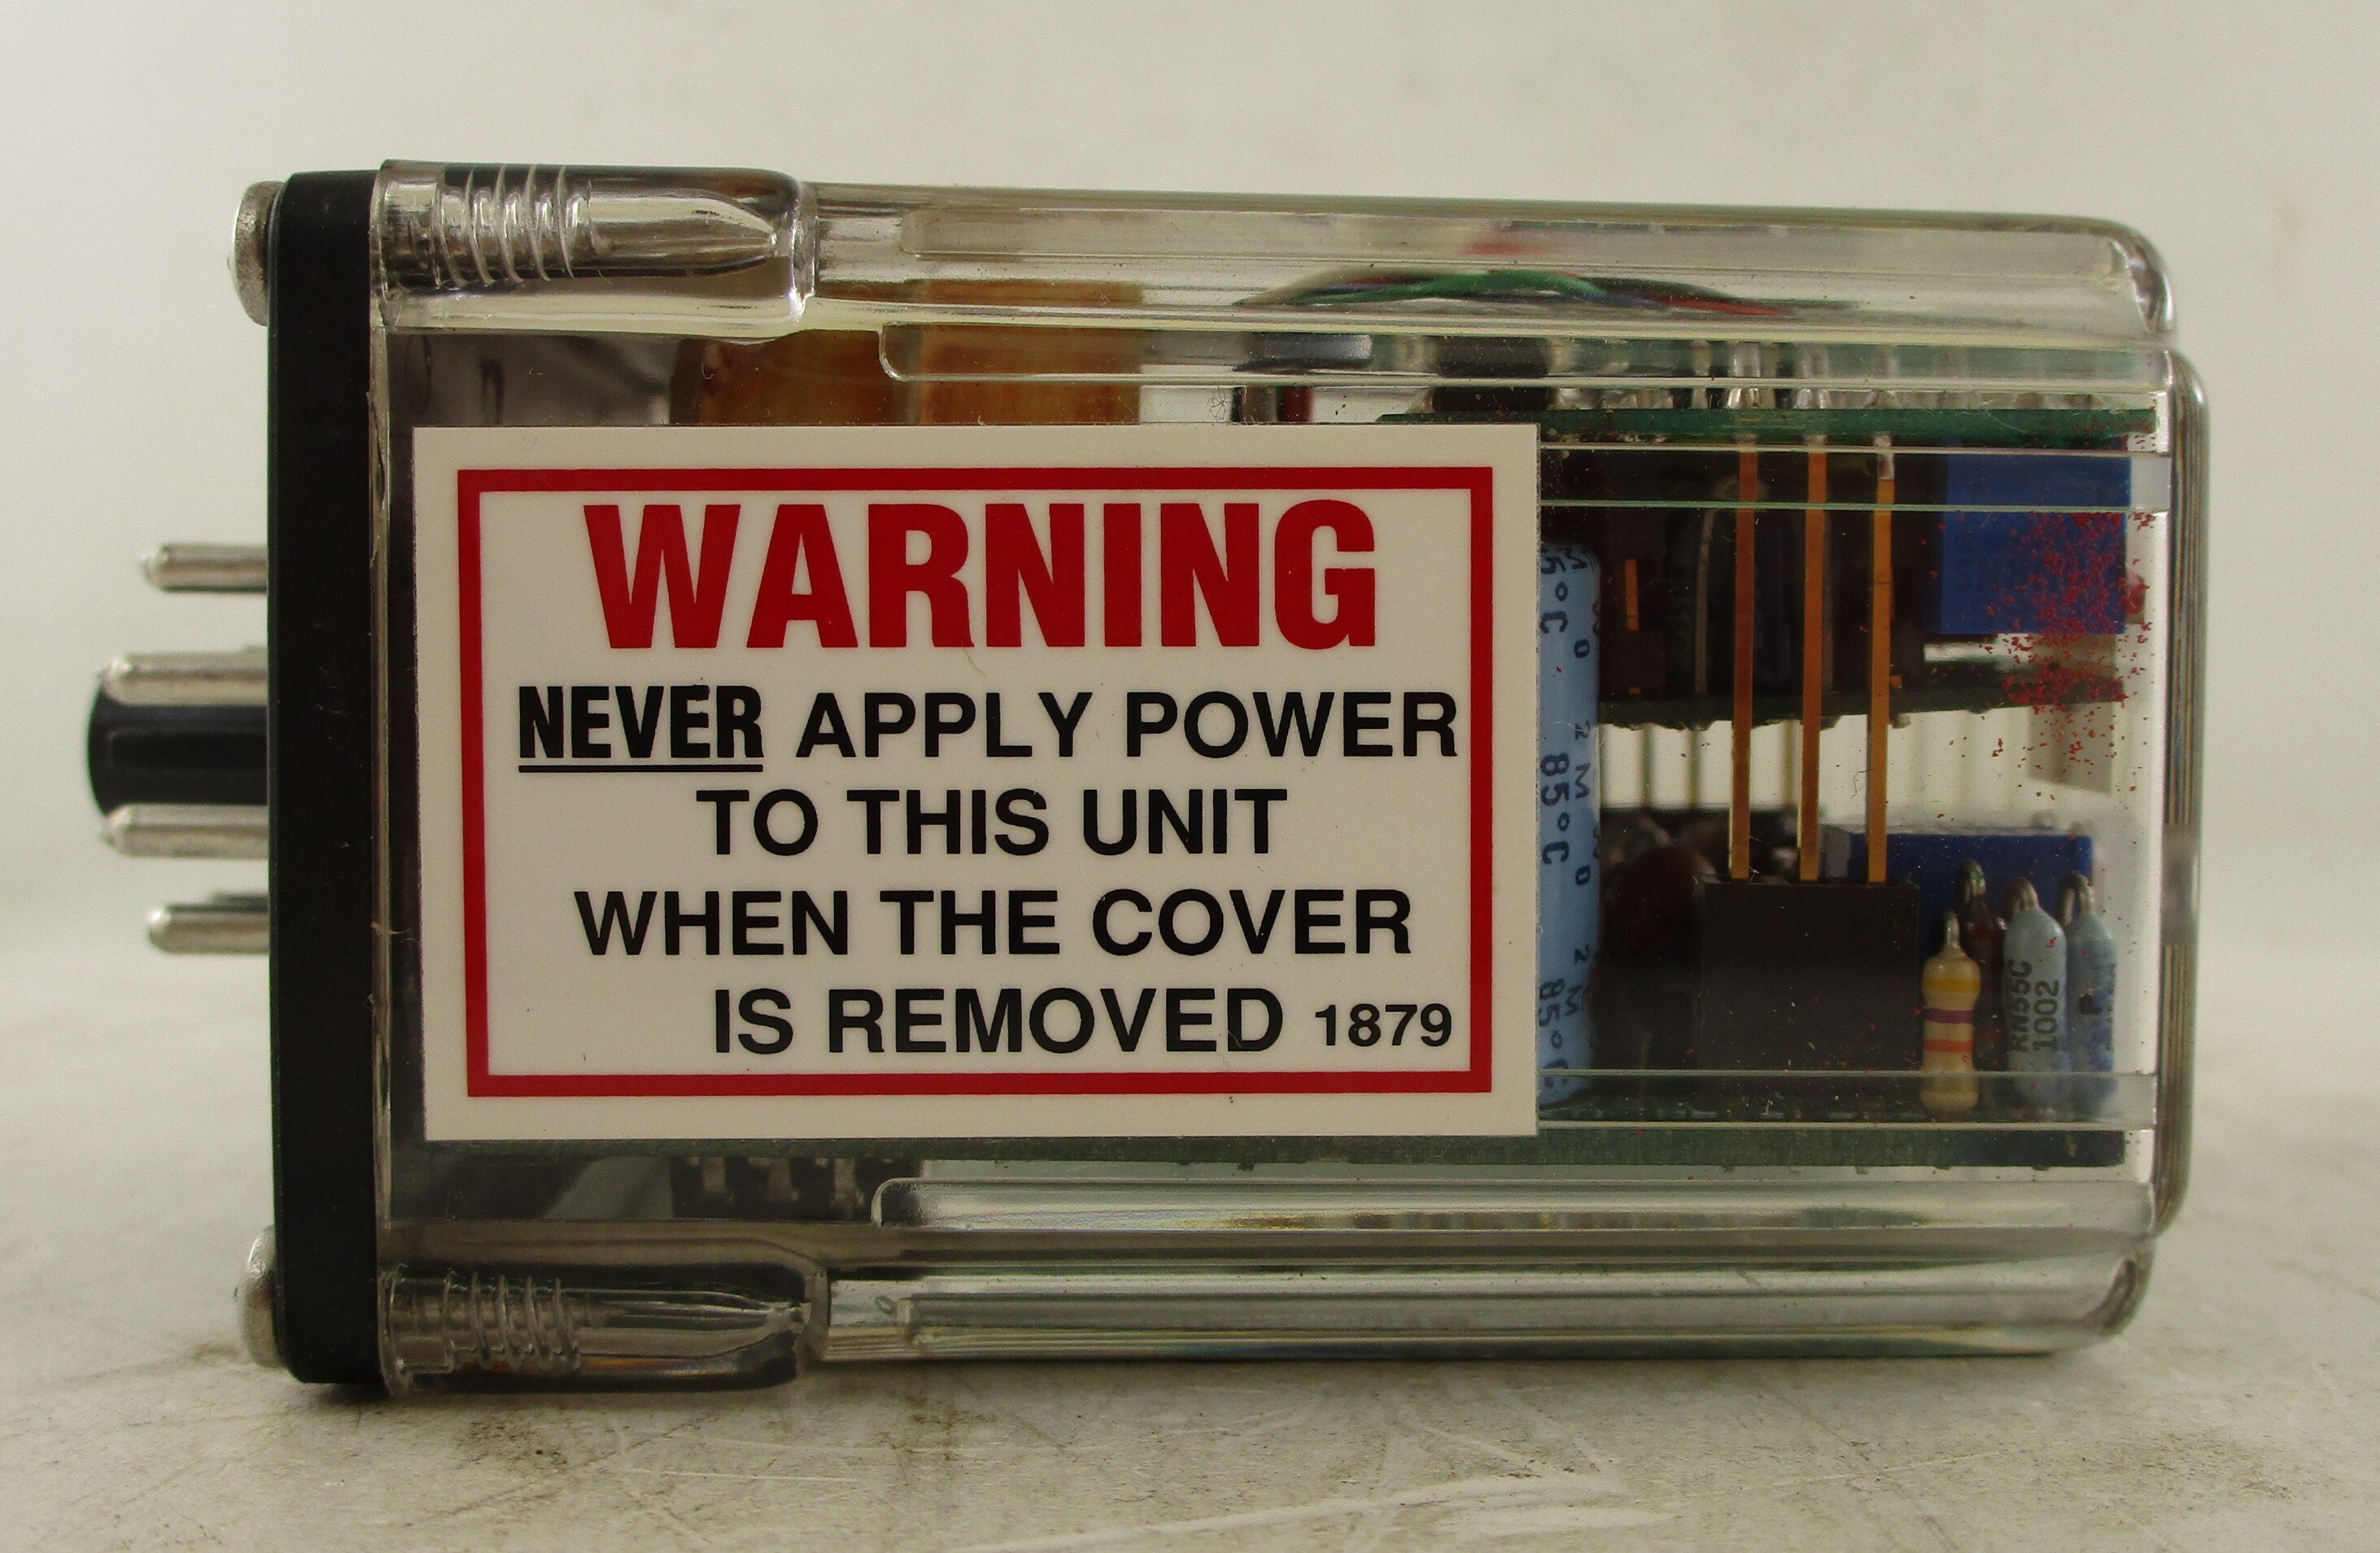 WARNING
NEVER APPLY POWER
TO THIS UNIT
WHEN THE COVER
IS REMOVED 1879
85°C
85°C
RN55C
1002